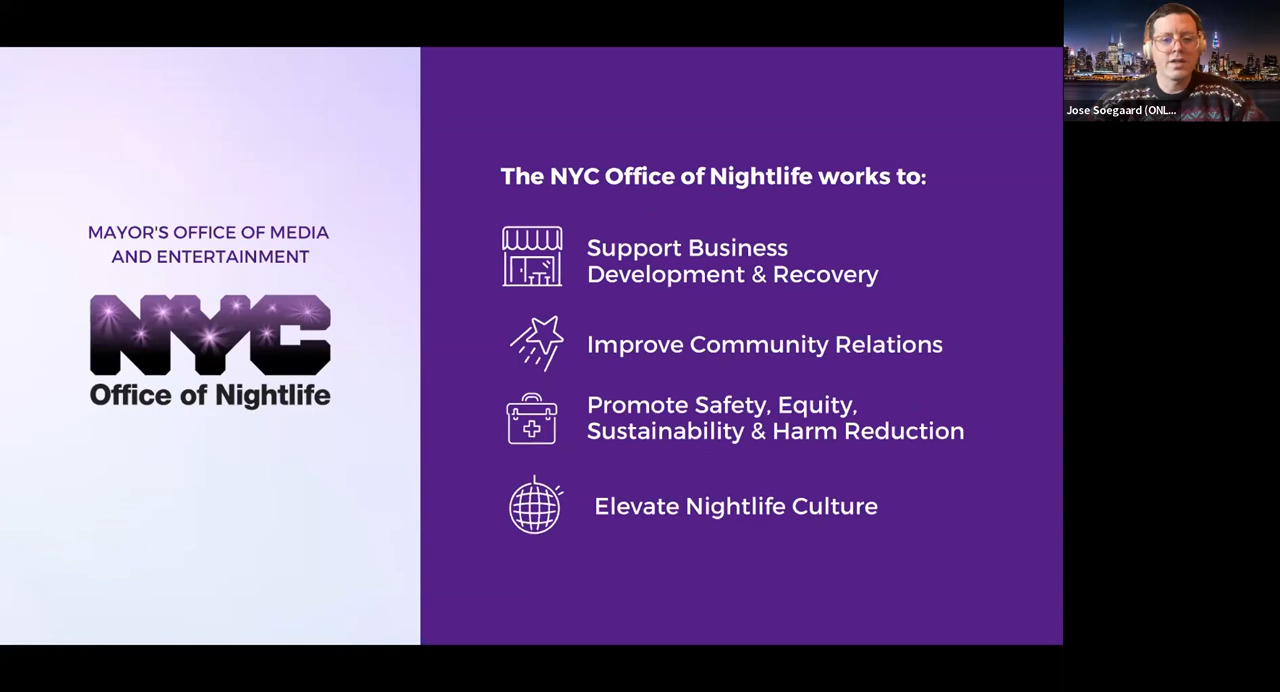 MAYOR'S OFFICE OF MEDIA
AND ENTERTAINMENT
NYC
Office of Nightlife
The NYC Office of Nightlife works to:
Support Business
Development & Recovery
Improve Community Relations
Promote Safety, Equity,
Sustainability & Harm Reduction
Elevate Nightlife Culture
Jose Soegaard (ONL...